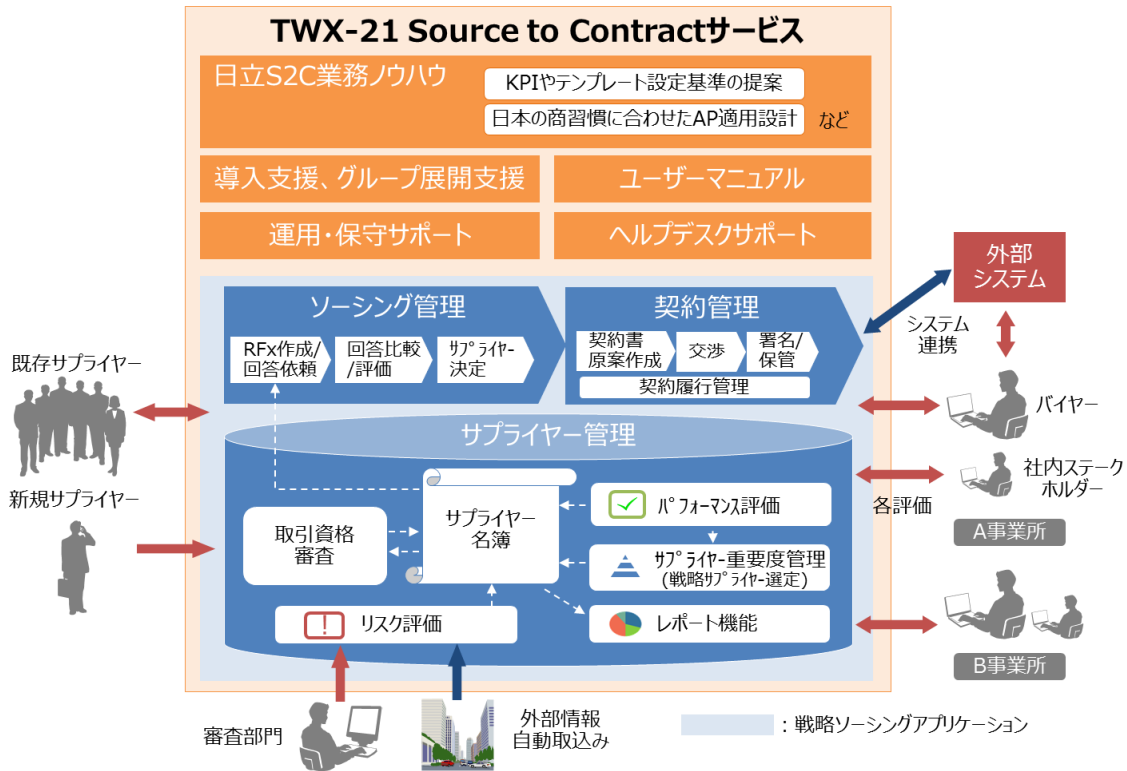 TWX-21 Source to Contractサービス
日立S2C業務ノウハウ
KPIやテンプレート設定基準の提案
日本の商習慣に合わせたAP適用設計
など
導入支援、グループ展開支援
ユーザーマニュアル
運用・保守サポート
ヘルプデスクサポート
ソーシング管理
RFx作成/
回答依頼
回答比較
/評価
サプライヤー
決定
契約管理
契約書
原案作成
交渉
署名/
保管
契約履行管理
外部
システム
システム
連携
既存サプライヤー
新規サプライヤー
バイヤー
社内ステーク
ホルダー
各評価
A事業所
B事業所
サプライヤー管理
取引資格
審査
サプライヤー
名簿
パフォーマンス評価
サプライヤー重要度管理
(戦略サプライヤー選定)
リスク評価
レポート機能
審査部門
外部情報
自動取込み
：戦略ソーシングアプリケーション